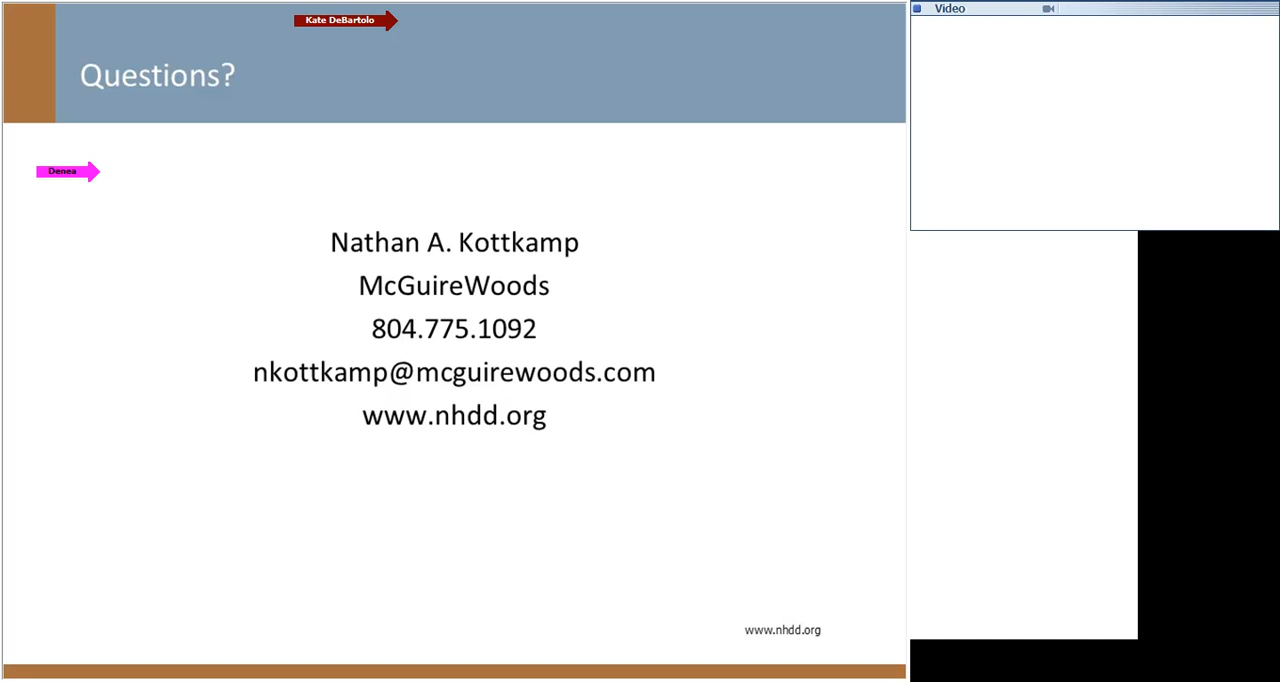 Kate DeBartolo
Video
Questions?
Denea
Nathan A. Kottkamp
McGuireWoods
804.775.1092
nkottkamp@mcguirewoods.com
www.nhdd.org
www.nhdd.org